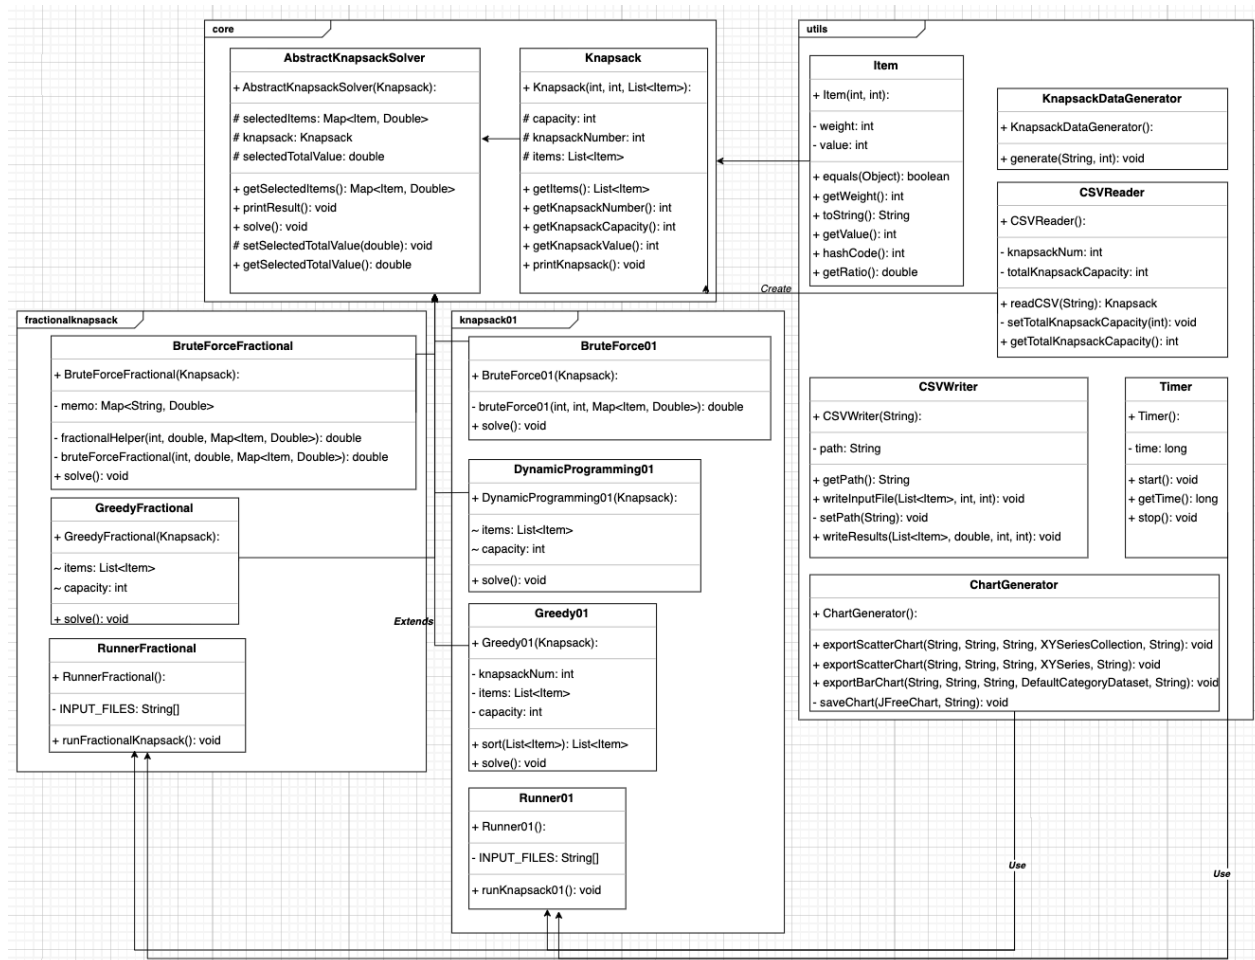 core
AbstractKnapsackSolver
+ AbstractKnapsackSolver(Knapsack):
# selectedItems: Map<Item, Double>
# knapsack: Knapsack
# selectedTotalValue: double
+ getSelectedItems(): Map<Item, Double>
+ printResult(): void
+ solve(): void
# setSelectedTotalValue(double): void
+ getSelectedTotalValue(): double
Knapsack
+ Knapsack(int, int, List<Item>):
# capacity: int
# knapsackNumber: int
# items: List<Item>
+ getItems(): List<Item>
+ getKnapsackNumber(): int
+ getKnapsackCapacity(): int
+ getKnapsackValue(): int
+ printKnapsack(): void
utils
Item
+ Item(int, int):
- weight: int
- value: int
+ equals(Object): boolean
+ getWeight(): int
+ toString(): String
+ getValue(): int
+ hashCode(): int
+ getRatio(): double
KnapsackDataGenerator
+ KnapsackDataGenerator():
+ generate(String, int): void
CSVReader
+ CSVReader():
- knapsackNum: int
- totalKnapsackCapacity: int
+ readCSV(String): Knapsack
- setTotalKnapsackCapacity(int): void
+ getTotalKnapsackCapacity(): int
Create
CSVWriter
+ CSVWriter(String):
- path: String
+ getPath(): String
+ writeInputFile(List<Item>, int, int): void
- setPath(String): void
+ writeResults(List<Item>, double, int, int): void
Timer
+ Timer():
- time: long
+ start(): void
+ getTime(): long
+ stop(): void
ChartGenerator
+ ChartGenerator():
+ exportScatterChart(String, String, String, XYSeriesCollection, String): void
+ exportScatterChart(String, String, String, XYSeries, String): void
+ exportBarChart(String, String, String, DefaultCategoryDataset, String): void
- saveChart(JFreeChart, String): void
fractionalknapsack
BruteForceFractional
+ BruteForceFractional(Knapsack):
- memo: Map<String, Double>
- fractionalHelper(int, double, Map<Item, Double>): double
- bruteForceFractional(int, double, Map<Item, Double>): double
+ solve(): void
GreedyFractional
+ GreedyFractional(Knapsack):
~ items: List<Item>
~ capacity: int
+ solve(): void
RunnerFractional
+ RunnerFractional():
- INPUT_FILES: String[]
+ runFractionalKnapsack(): void
Extends
knapsack01
BruteForce01
+ BruteForce01(Knapsack):
- bruteForce01(int, int, Map<Item, Double>): double
+ solve(): void
DynamicProgramming01
+ DynamicProgramming01(Knapsack):
~ items: List<Item>
~ capacity: int
+ solve(): void
Greedy01
+ Greedy01(Knapsack):
- knapsackNum: int
- items: List<Item>
- capacity: int
+ sort(List<Item>): List<Item>
+ solve(): void
Runner01
+ Runner01():
- INPUT_FILES: String[]
+ runKnapsack01(): void
Use
Use